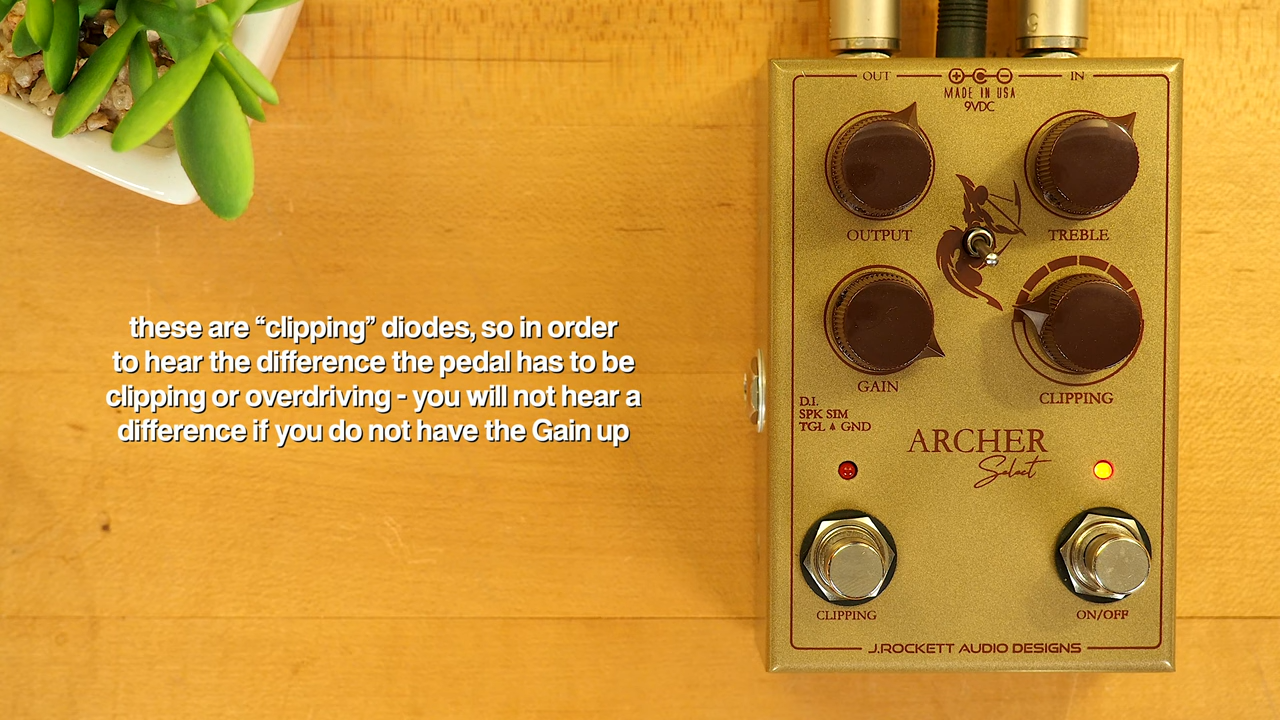 these are “clipping” diodes, so in order
to hear the difference the pedal has to be
clipping or overdriving - you will not hear a
difference if you do not have the Gain up
OUT
IN
MADE IN USA
9VDC
OUTPUT
TREBLE
GAIN
CLIPPING
D.I.
SPK SIM
TGL GND
ARCHER
Select
CLIPPING
ON/OFF
J.ROCKETT AUDIO DESIGNS